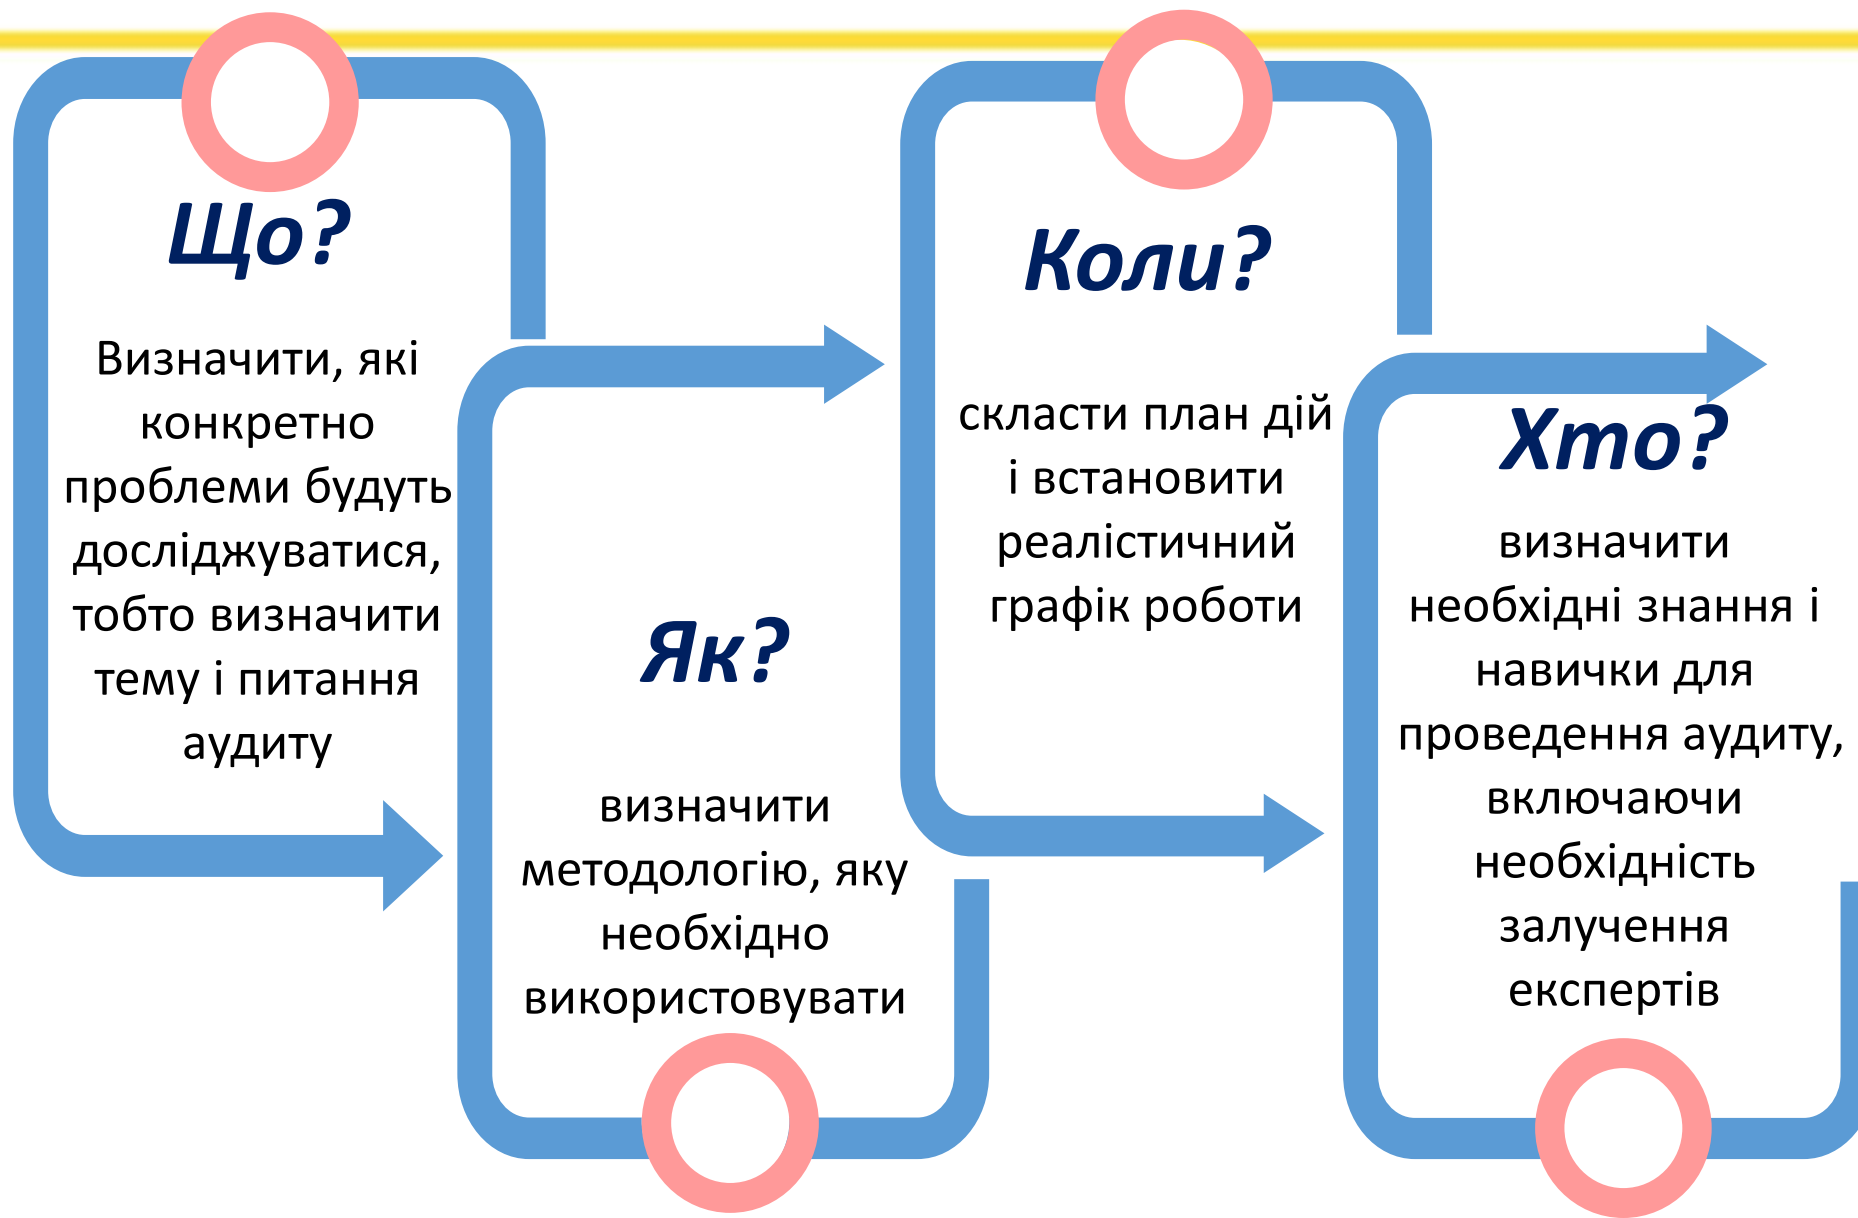 Що?
Визначити, які
конкретно
проблеми будуть
досліджуватися,
тобто визначити
тему і питання
аудиту
Як?
визначити
методологію, яку
необхідно
використовувати
Коли?
скласти план дій
і встановити
реалістичний
графік роботи
Хто?
визначити
необхідні знання і
навички для
проведення аудиту,
включаючи
необхідність
залучення
експертів